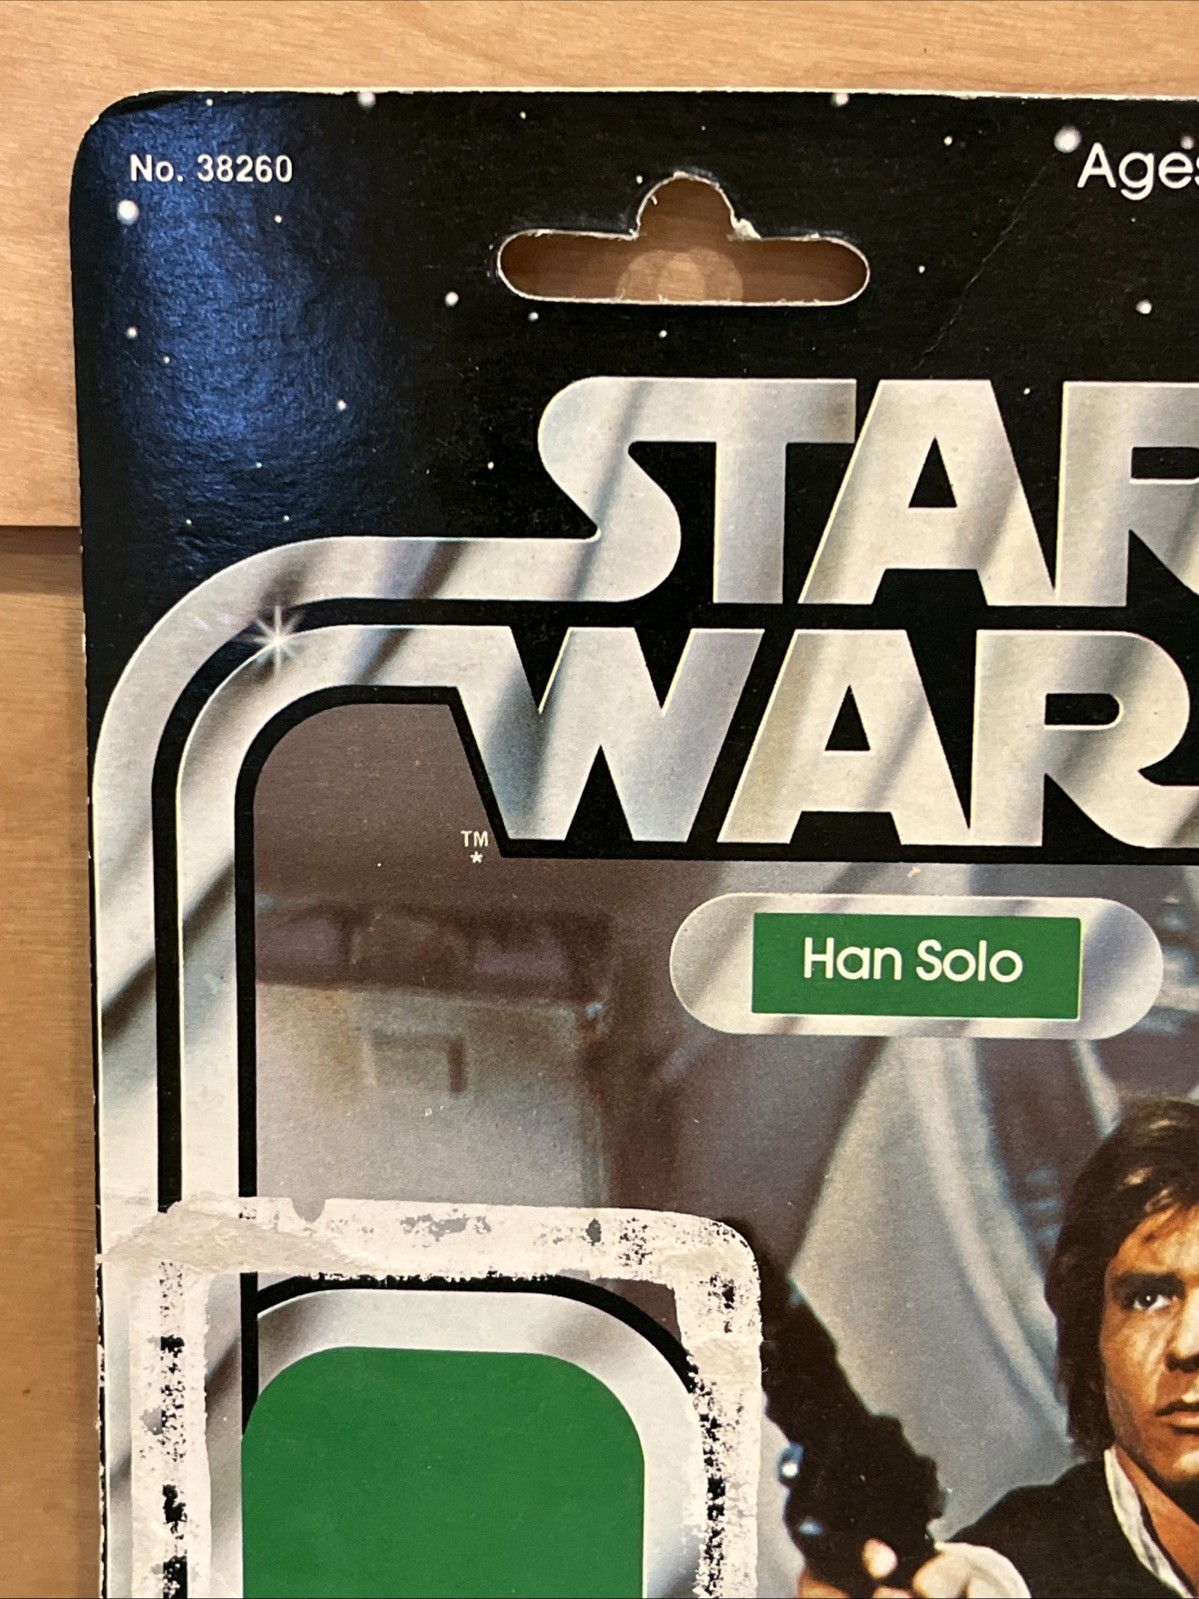 No. 38260
Ages
STAR
WAR
TM
*
Han Solo